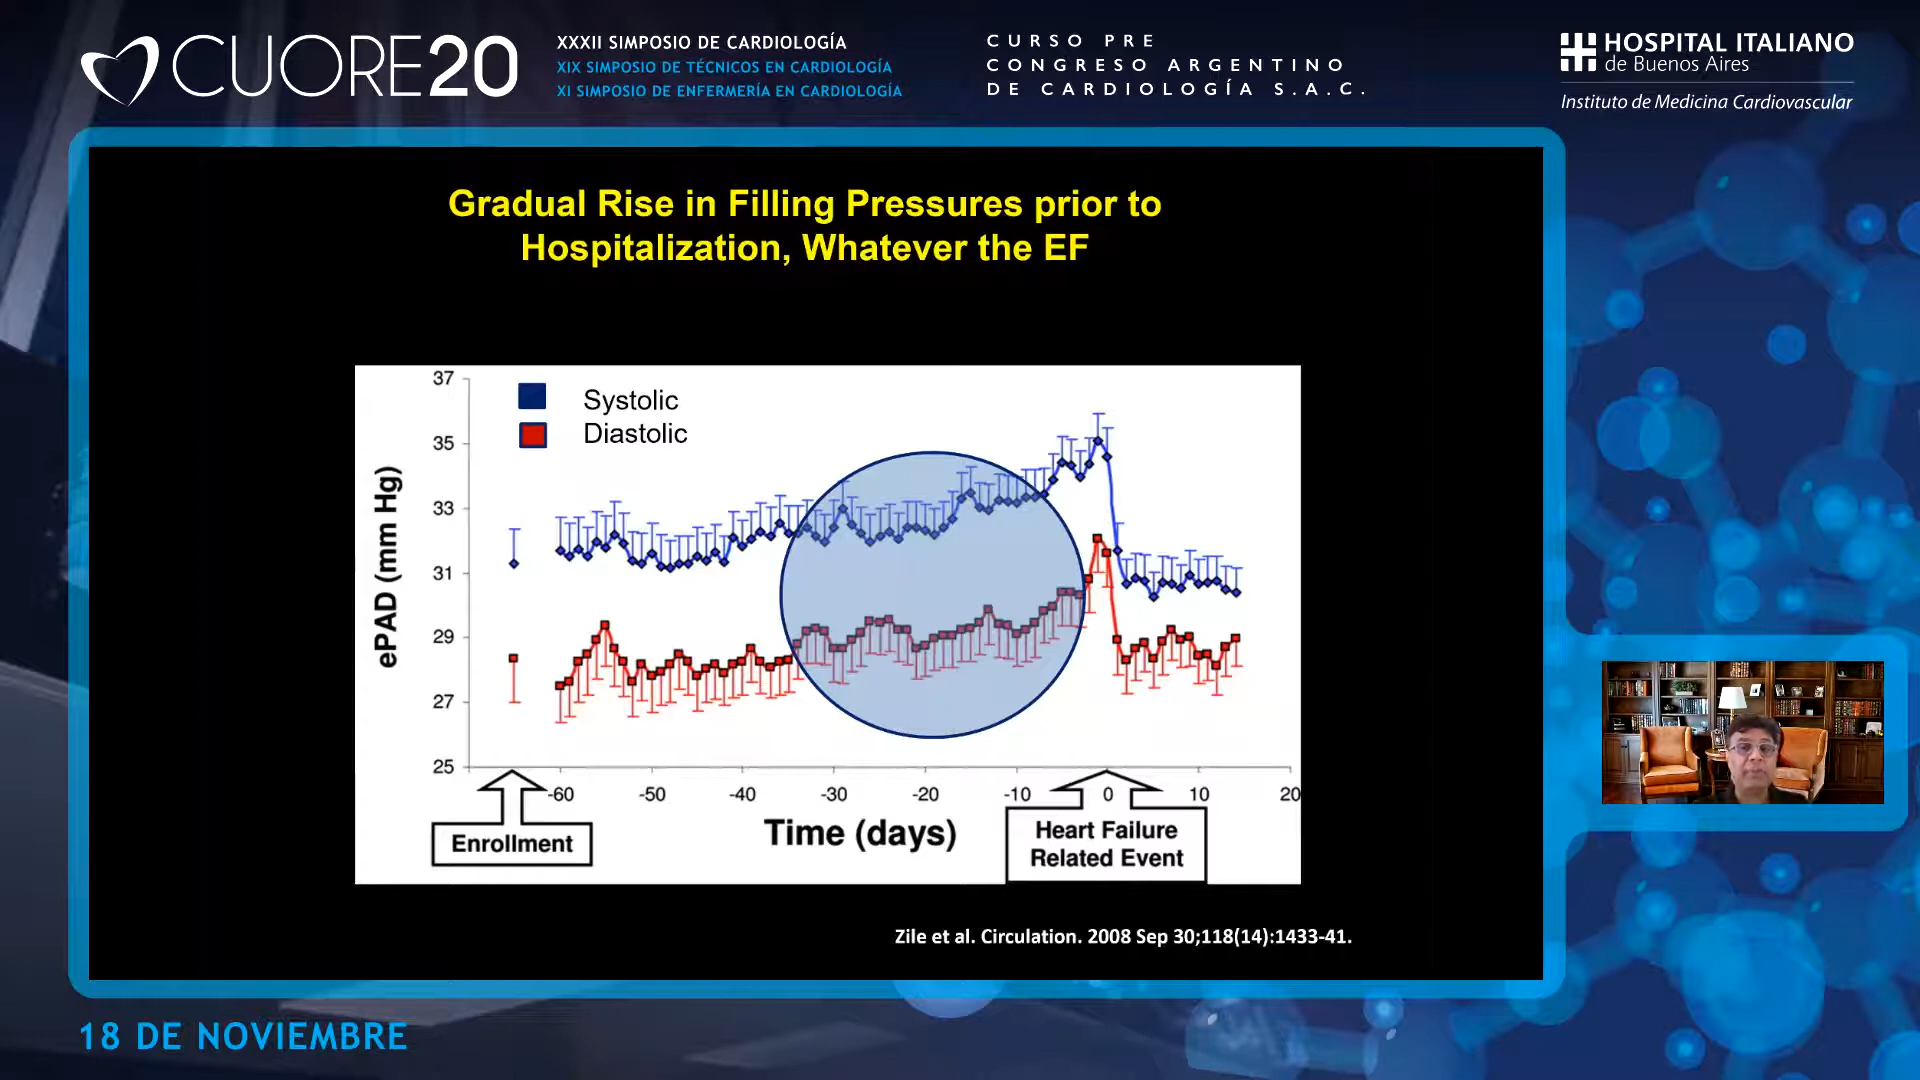 CUORE20
XXXII SIMPOSIO DE CARDIOLOGÍA
XIX SIMPOSIO DE TÉCNICOS EN CARDIOLOGÍA
XI SIMPOSIO DE ENFERMERÍA EN CARDIOLOGÍA
CURSO PRE
CONGRESO ARGENTINO
DE CARDIOLOGÍA S.A.C.
HOSPITAL ITALIANO
de Buenos Aires
Instituto de Medicina Cardiovascular
Gradual Rise in Filling Pressures prior to
Hospitalization, Whatever the EF
Systolic
Diastolic
ePAD (mm Hg)
37
35
33
31
29
27
25
-60 -50 -40 -30 -20 -10 0 10 20
Time (days)
Enrollment
Heart Failure
Related Event
Zile et al. Circulation. 2008 Sep 30;118(14):1433-41.
18 DE NOVIEMBRE